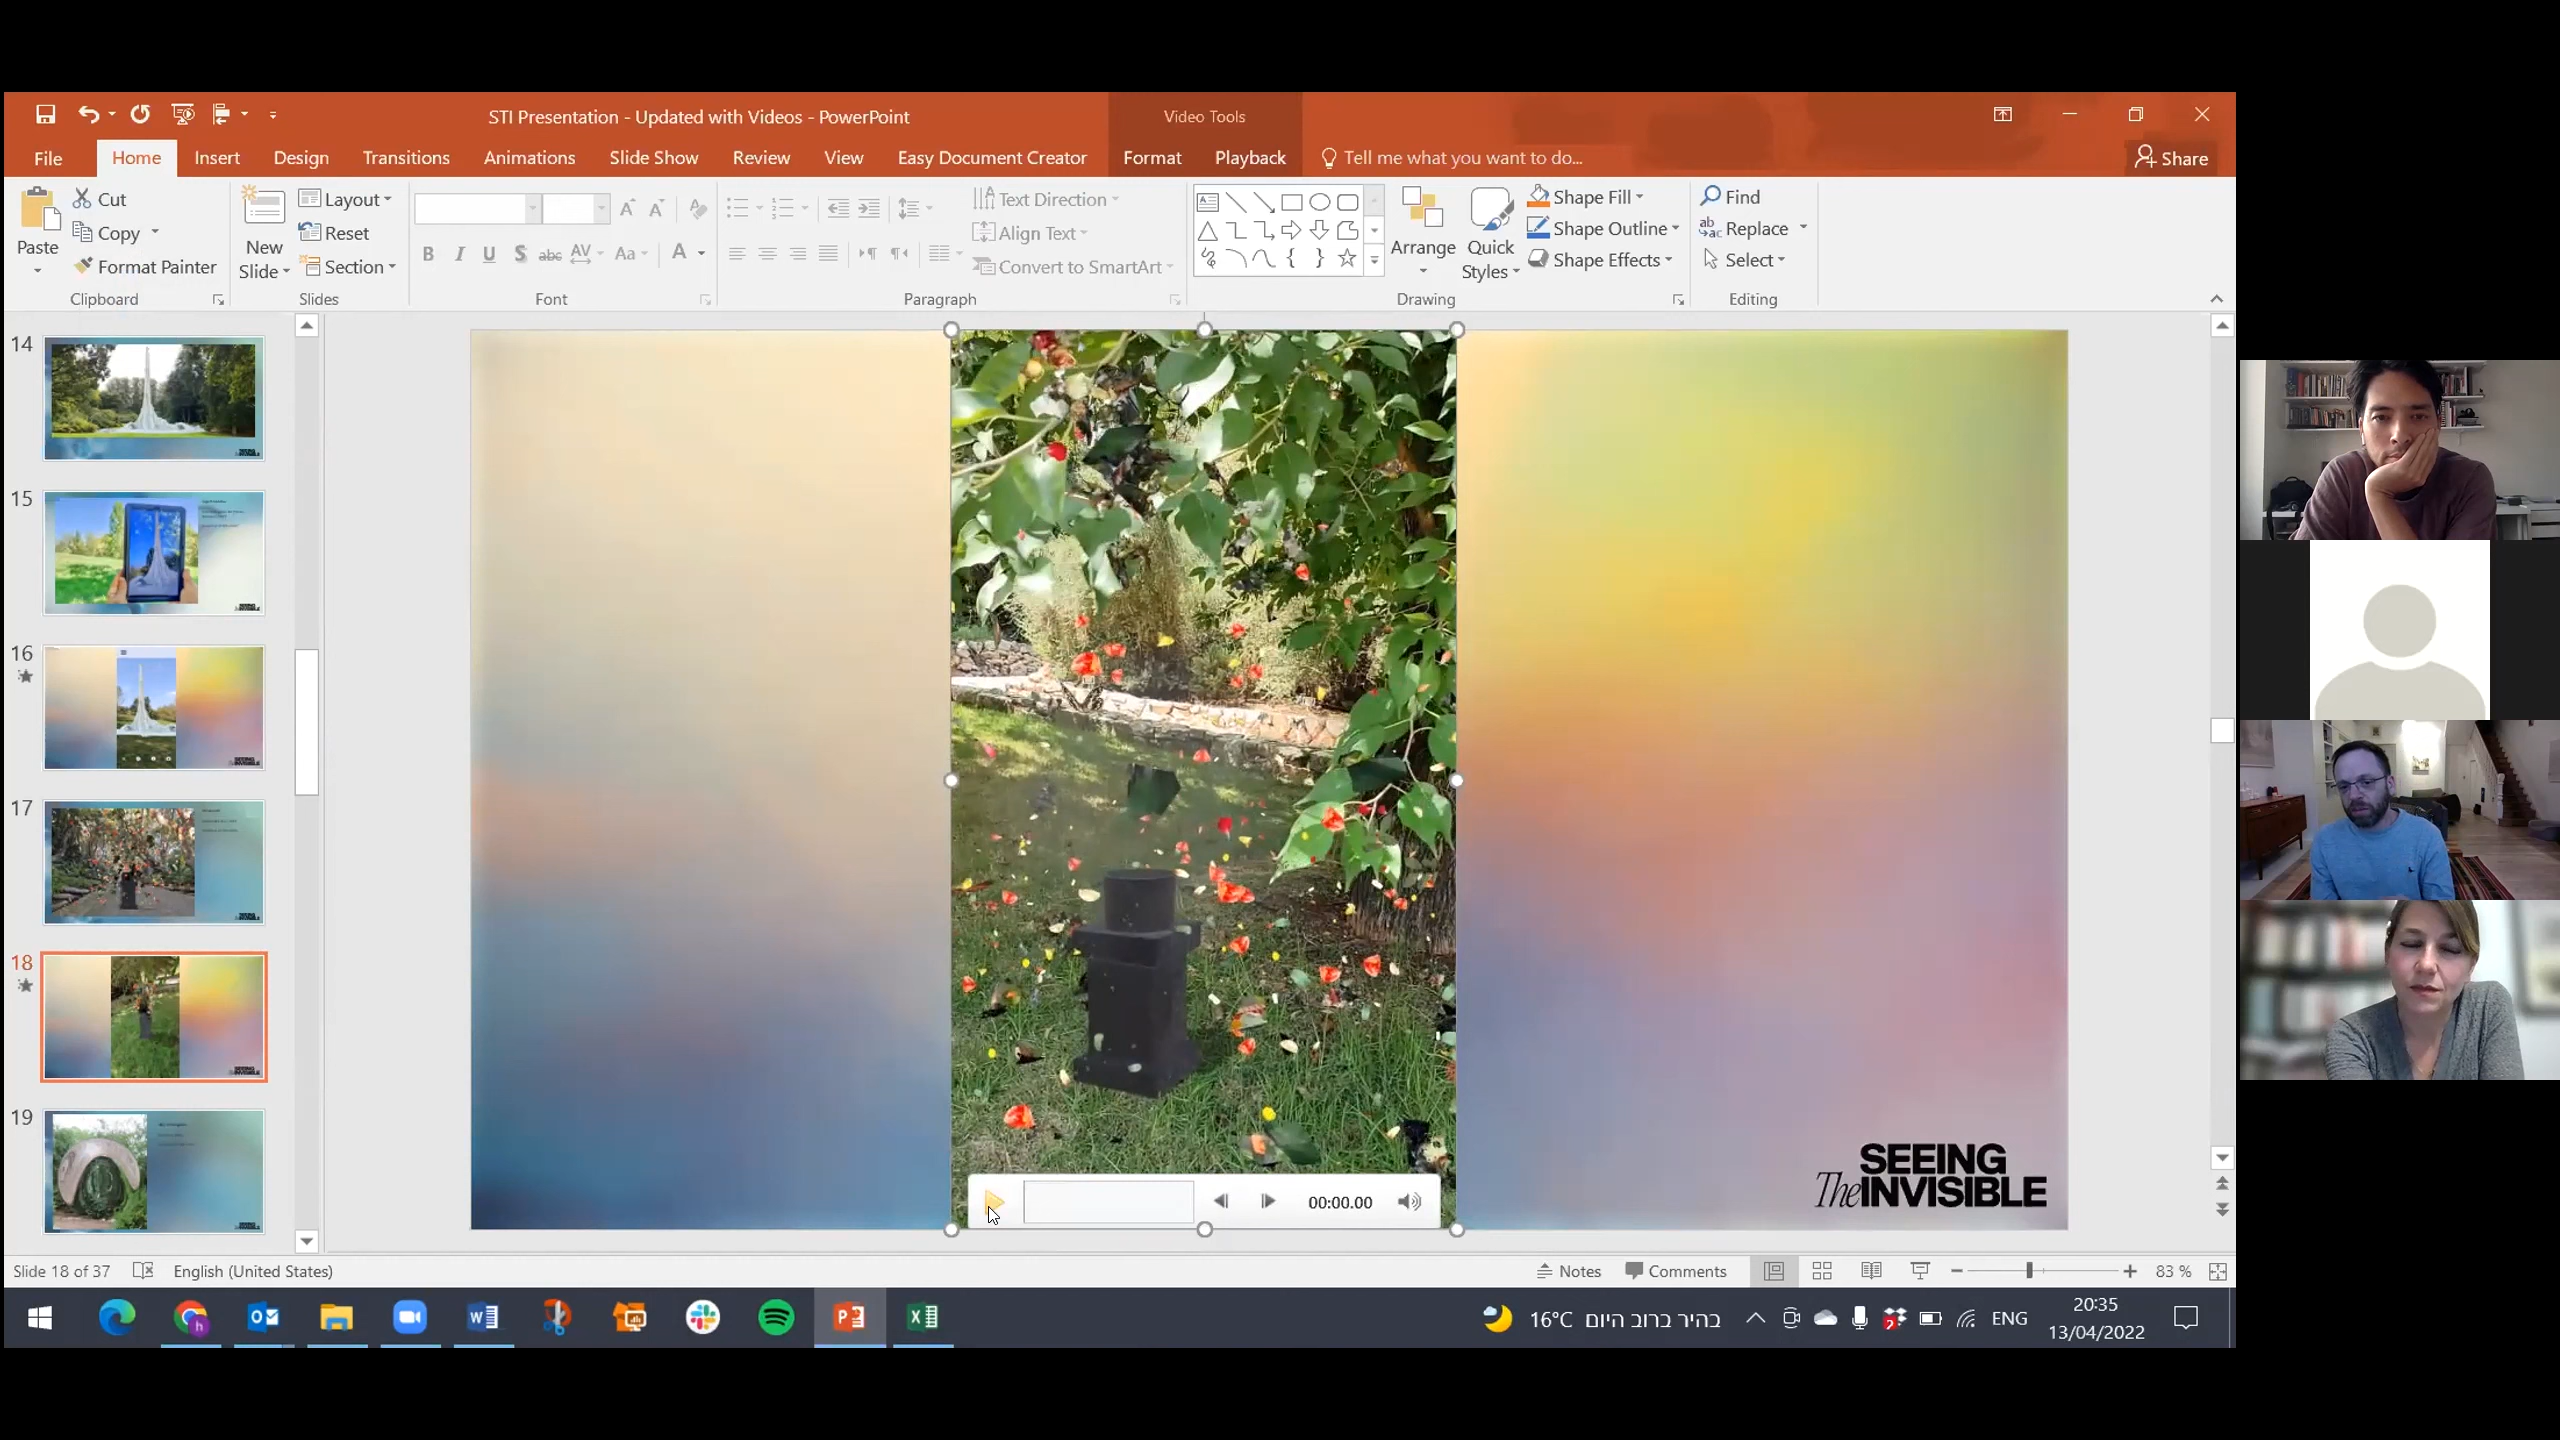 STI Presentation - Updated with Videos - PowerPoint
Video Tools
File
Home
Insert
Design
Transitions
Animations
Slide Show
Review
View
Easy Document Creator
Format
Playback
Tell me what you want to do...
Share
Paste
Cut
Copy
Format Painter
Clipboard
New
Slide
Layout
Reset
Section
Slides
B I U S abc AV Aa A
Font
Text Direction
Align Text
Convert to SmartArt
Paragraph
Arrange
Quick
Styles
Shape Fill
Shape Outline
Shape Effects
Drawing
Find
Replace
Select
Editing
14
15
16
17
18
19
SEEING
The INVISIBLE
00:00.00
Slide 18 of 37
English (United States)
Notes
Comments
83 %
16°C
בהיר ברוב היום
ENG
20:35
13/04/2022